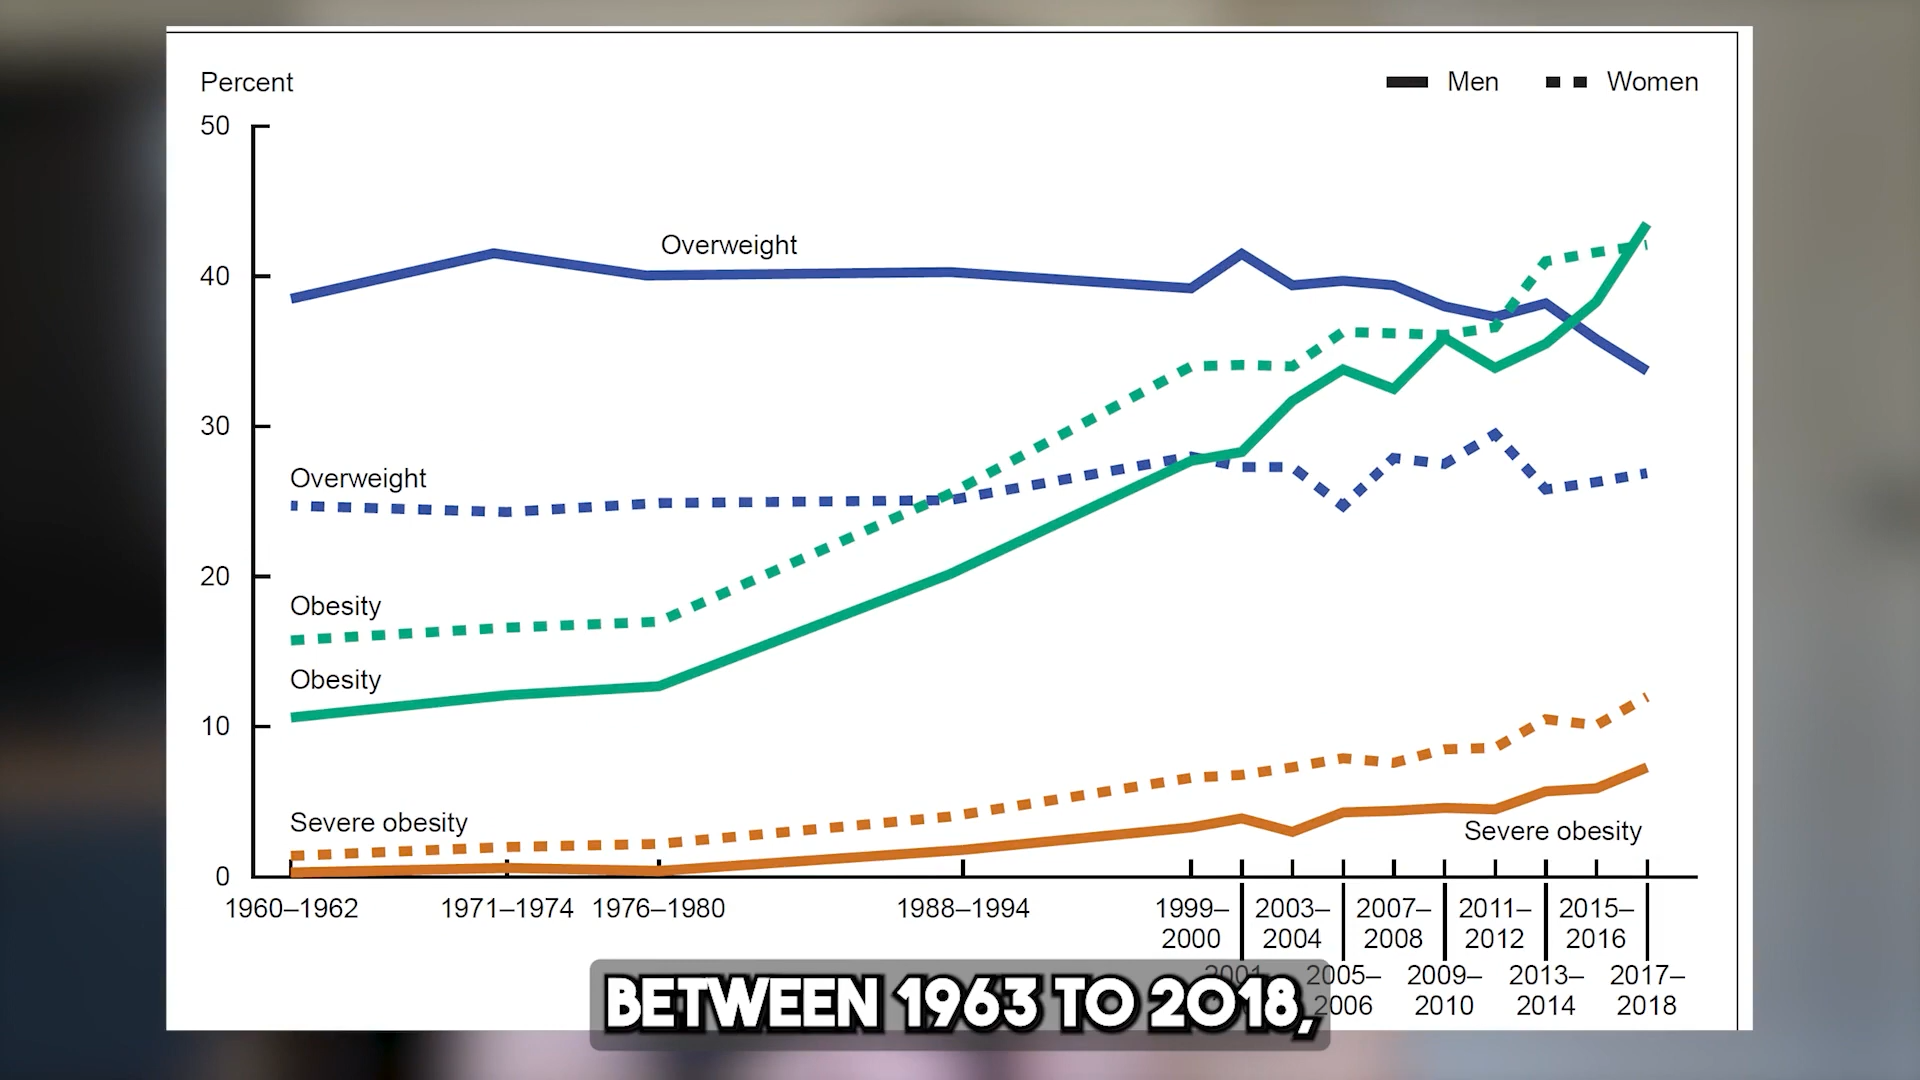 Percent
Men
Women
50
40
30
20
10
0
Overweight
Overweight
Obesity
Obesity
Severe obesity
Severe obesity
1960–1962
1971–1974
1976–1980
1988–1994
1999–
2000
2003–
2004
2007–
2008
2011–
2012
2015–
2016
2001
2005–
2006
2009–
2010
2013–
2014
2017–
2018
BETWEEN 1963 TO 2018,